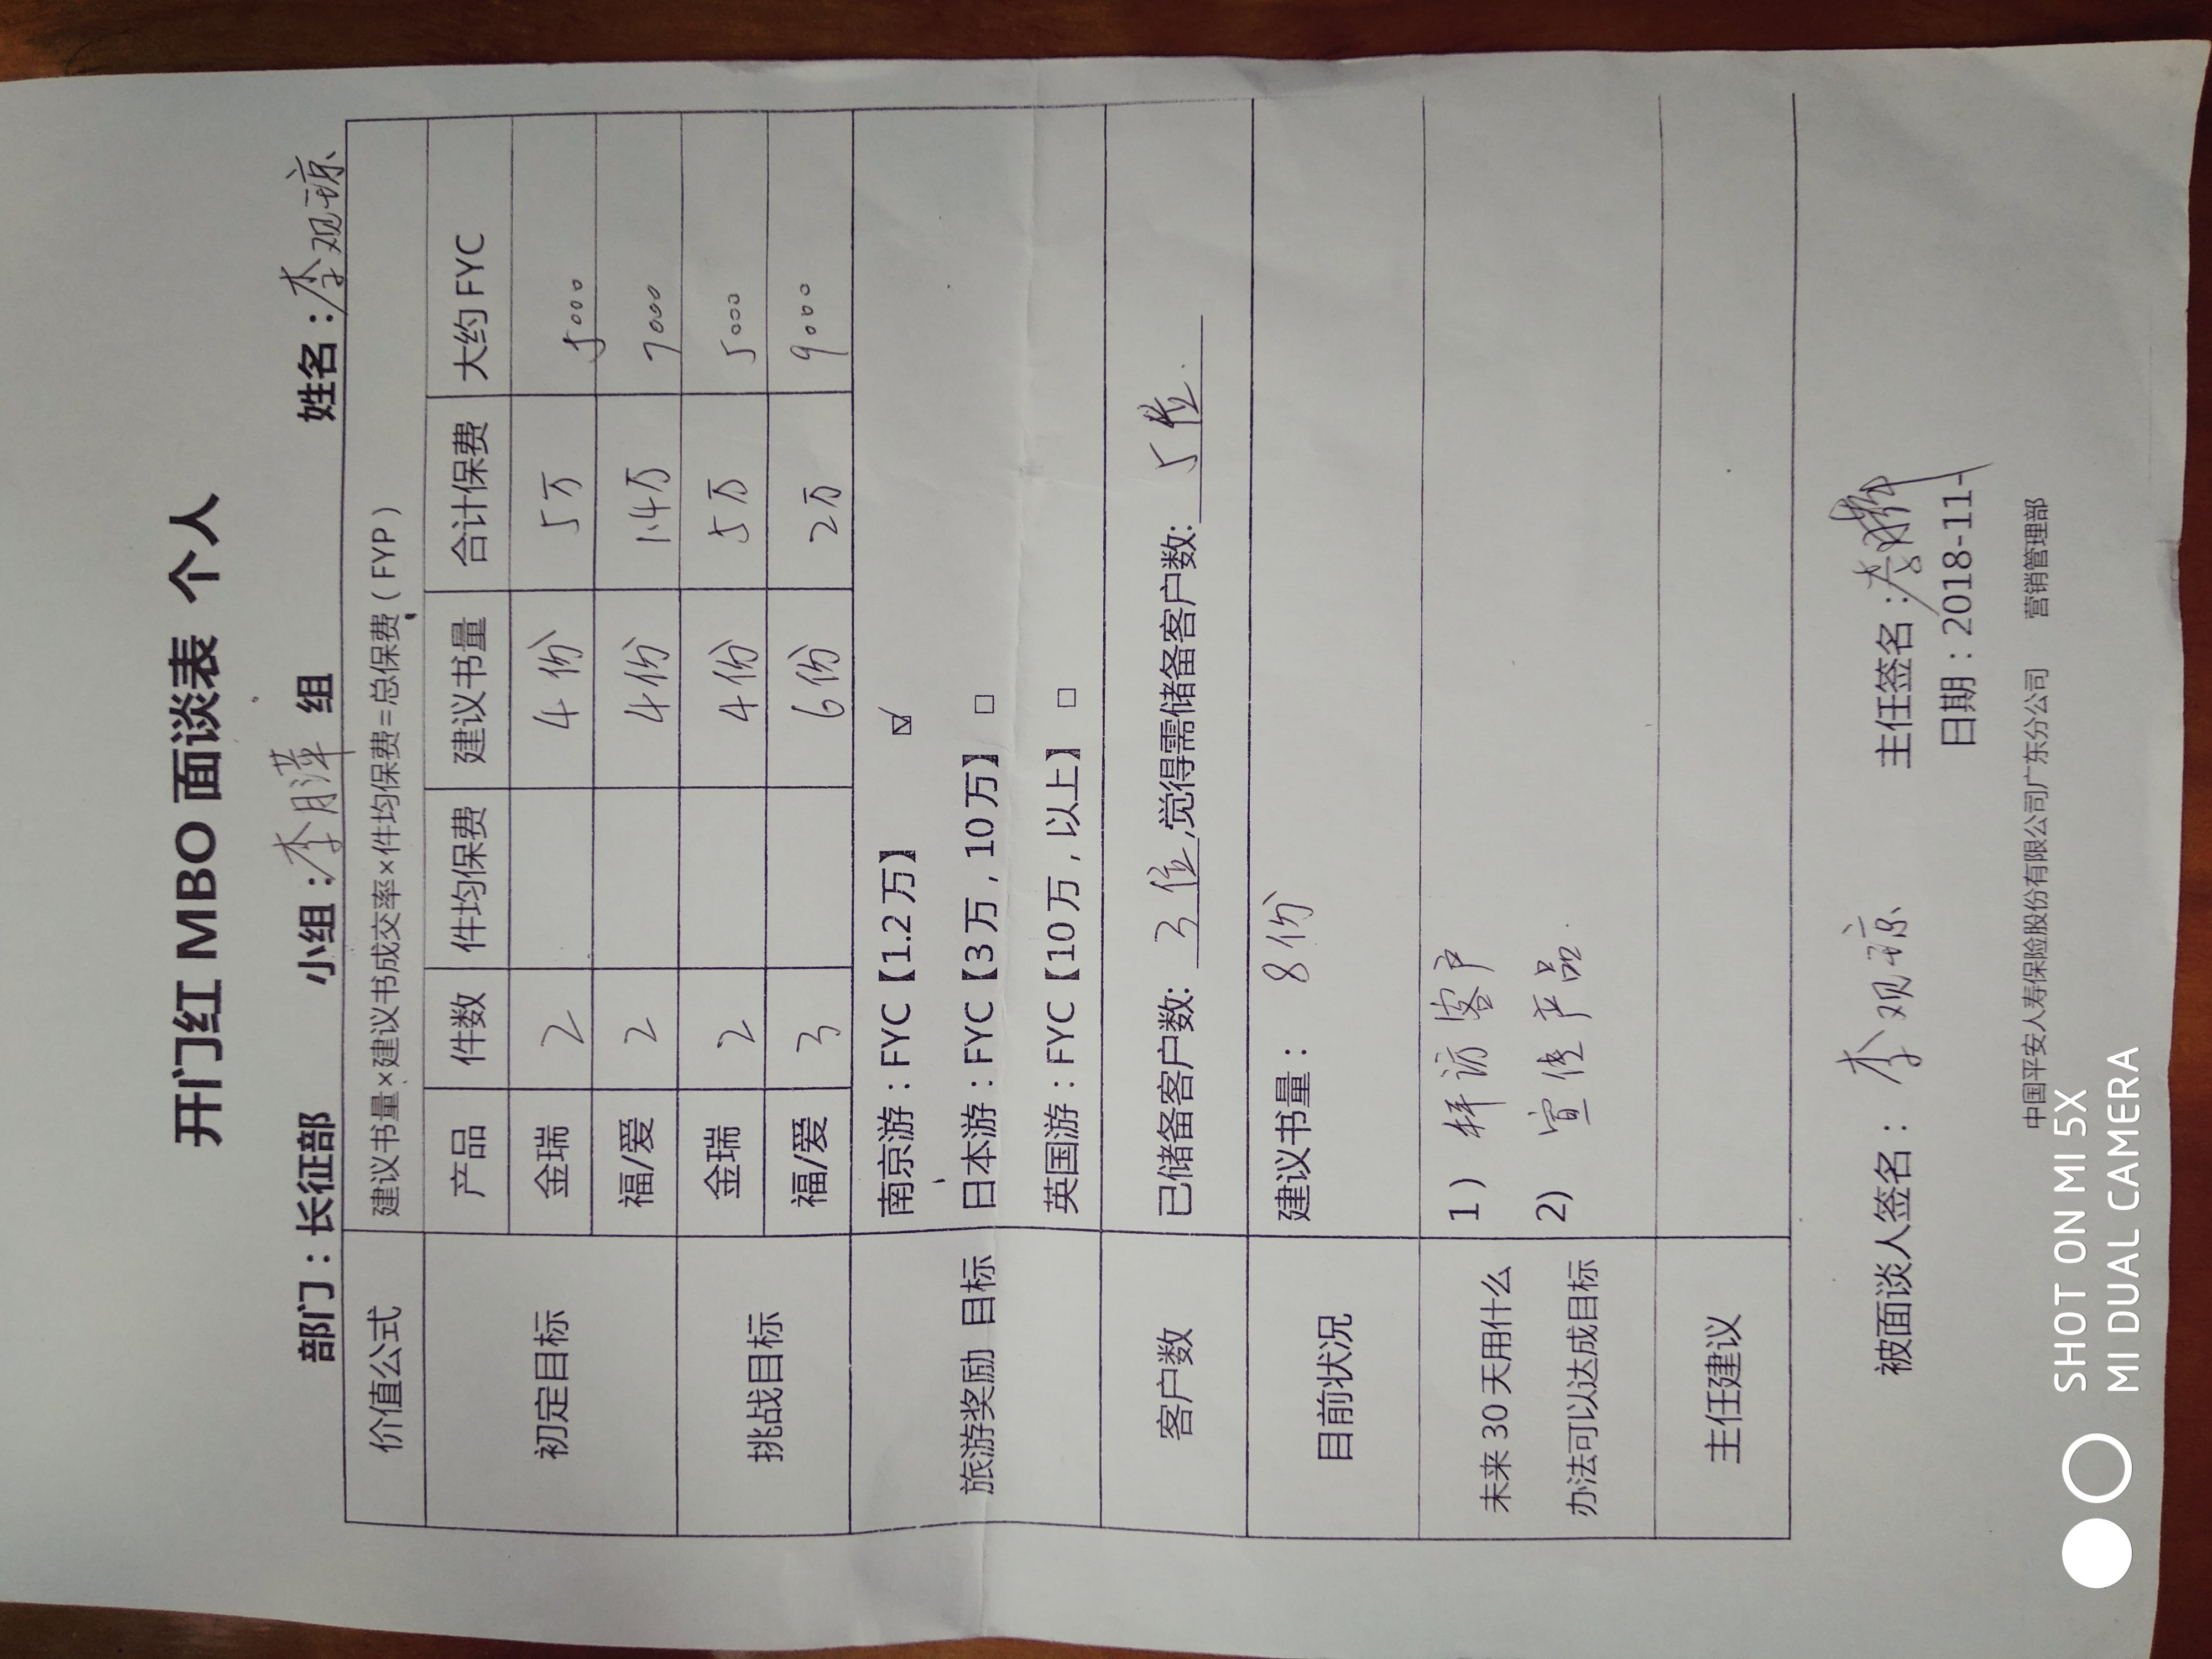 开门红 MBO 面谈表 个人
部门：长征部 小组：李月萍 组 姓名：李观琼
价值公式 建议书量×建议书成交率×件均保费=总保费（FYP）
初定目标 产品 件数 件均保费 建议书量 合计保费 大约 FYC
金瑞 2 4份 5万 5000
福/爱 2 4份 1.4万 7000
挑战目标 金瑞 2 4份 5万 5000
福/爱 3 6份 2万 9000
旅游奖励 目标 南京游：FYC【1.2万】 ☑
日本游：FYC【3万，10万】 □
英国游：FYC【10万，以上】 □
客户数 已储备客户数: 3位,觉得需储备客户数: 5位.
目前状况 建议书量： 8份
未来 30 天用什么 1） 拜访客户
办法可以达成目标 2） 宣传产品.
主任建议
被面谈人签名： 李观琼 主任签名：
日期：2018-11-
中国平安人寿保险股份有限公司广东分公司 营销管理部
SHOT ON MI 5X
MI DUAL CAMERA